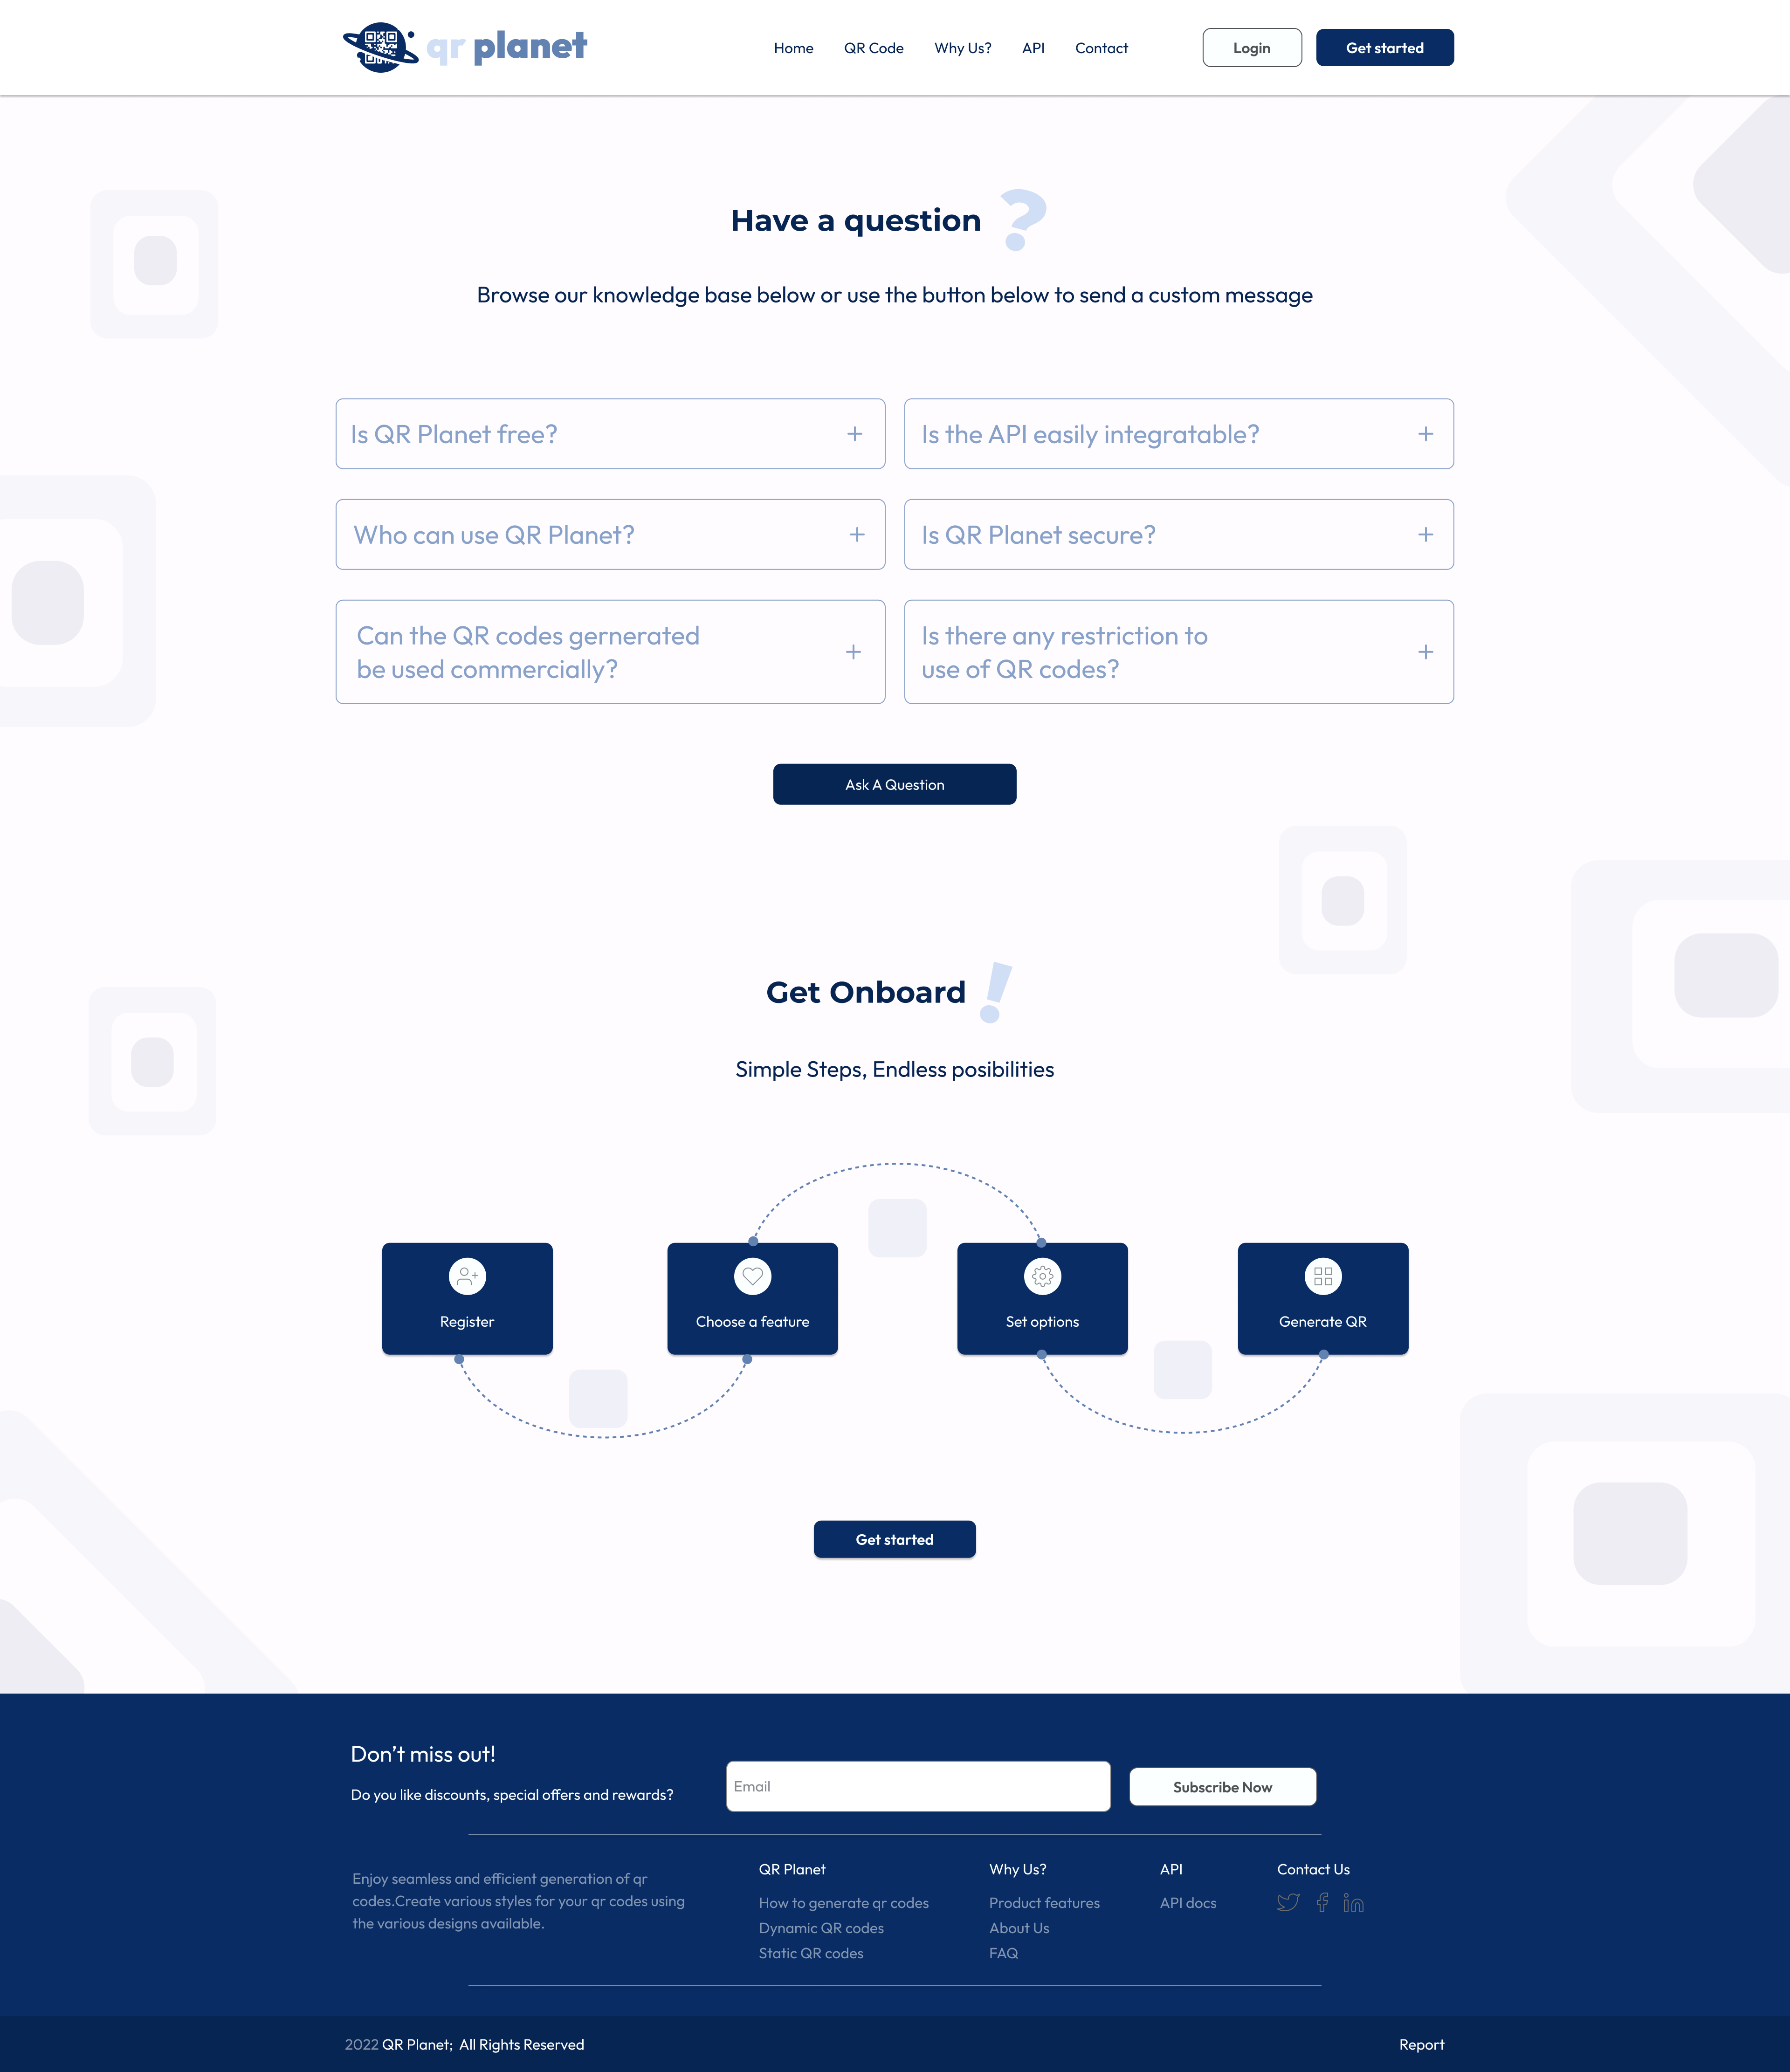 qr planet
Home QR Code Why Us? API Contact
Login Get started
Have a question ?
Browse our knowledge base below or use the button below to send a custom message
Is QR Planet free? +
Is the API easily integratable? +
Who can use QR Planet? +
Is QR Planet secure? +
Can the QR codes gernerated
be used commercially? +
Is there any restriction to
use of QR codes? +
Ask A Question
Get Onboard !
Simple Steps, Endless posibilities
Register
Choose a feature
Set options
Generate QR
Get started
Don’t miss out!
Do you like discounts, special offers and rewards?
Email
Subscribe Now
Enjoy seamless and efficient generation of qr
codes.Create various styles for your qr codes using
the various designs available.
QR Planet
How to generate qr codes
Dynamic QR codes
Static QR codes
Why Us?
Product features
About Us
FAQ
API
API docs
Contact Us
2022 QR Planet; All Rights Reserved
Report